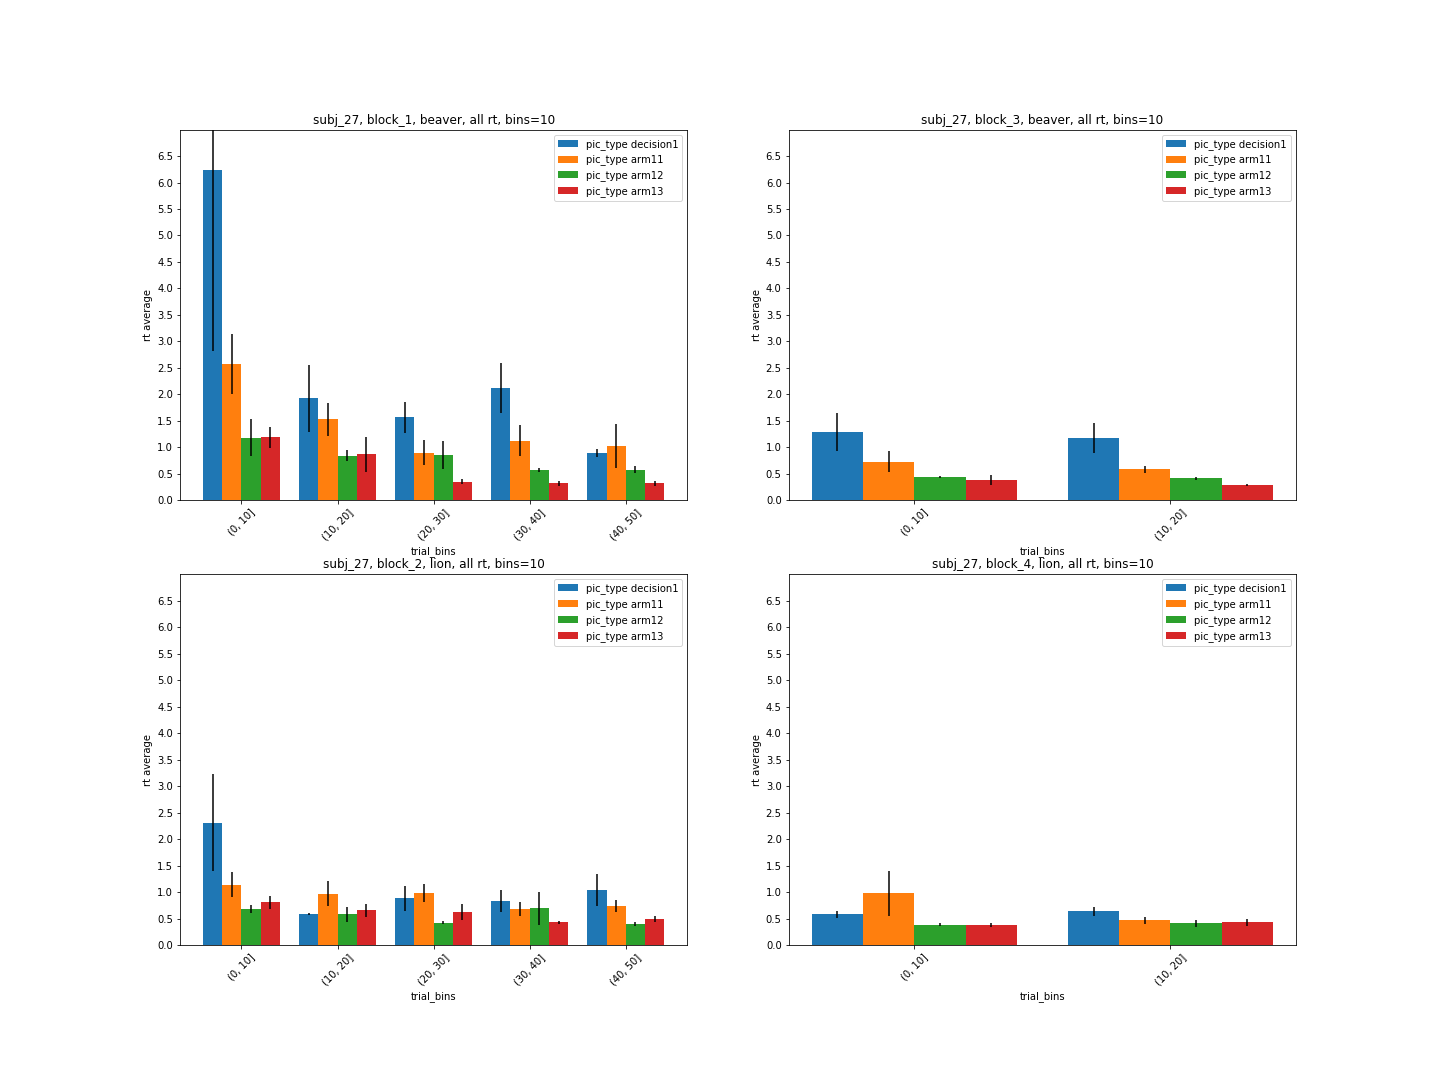 subj_27, block_1, beaver, all rt, bins=10
pic_type decision1
pic_type arm11
pic_type arm12
pic_type arm13
6.5
6.0
5.5
5.0
4.5
4.0
3.5
3.0
2.5
2.0
1.5
1.0
0.5
0.0
rt average
(0, 10]
(10, 20]
(20, 30]
(30, 40]
(40, 50]
trial_bins
subj_27, block_3, beaver, all rt, bins=10
pic_type decision1
pic_type arm11
pic_type arm12
pic_type arm13
6.5
6.0
5.5
5.0
4.5
4.0
3.5
3.0
2.5
2.0
1.5
1.0
0.5
0.0
rt average
(0, 10]
(10, 20]
trial_bins
subj_27, block_2, lion, all rt, bins=10
pic_type decision1
pic_type arm11
pic_type arm12
pic_type arm13
6.5
6.0
5.5
5.0
4.5
4.0
3.5
3.0
2.5
2.0
1.5
1.0
0.5
0.0
rt average
(0, 10]
(10, 20]
(20, 30]
(30, 40]
(40, 50]
trial_bins
subj_27, block_4, lion, all rt, bins=10
pic_type decision1
pic_type arm11
pic_type arm12
pic_type arm13
6.5
6.0
5.5
5.0
4.5
4.0
3.5
3.0
2.5
2.0
1.5
1.0
0.5
0.0
rt average
(0, 10]
(10, 20]
trial_bins